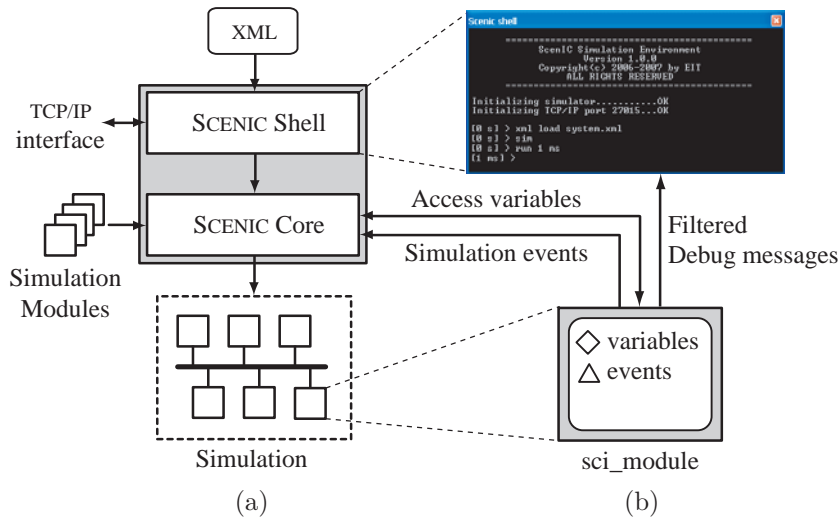 XML
TCP/IP
interface
SCENIC Shell
SCENIC Core
Simulation
Modules
Simulation
(a)
Scenic shell
==============================================
ScenIC Simulation Environment
Version 1.0.0
Copyright(c) 2006-2007 by EIT
ALL RIGHTS RESERVED
==============================================
Initializing simulator...........OK
Initializing TCP/IP port 27015...OK
[0 s] > xml load system.xml
[0 s] > sim
[0 s] > run 1 ms
[1 ms] >
Access variables
Simulation events
Filtered
Debug messages
variables
events
sci_module
(b)